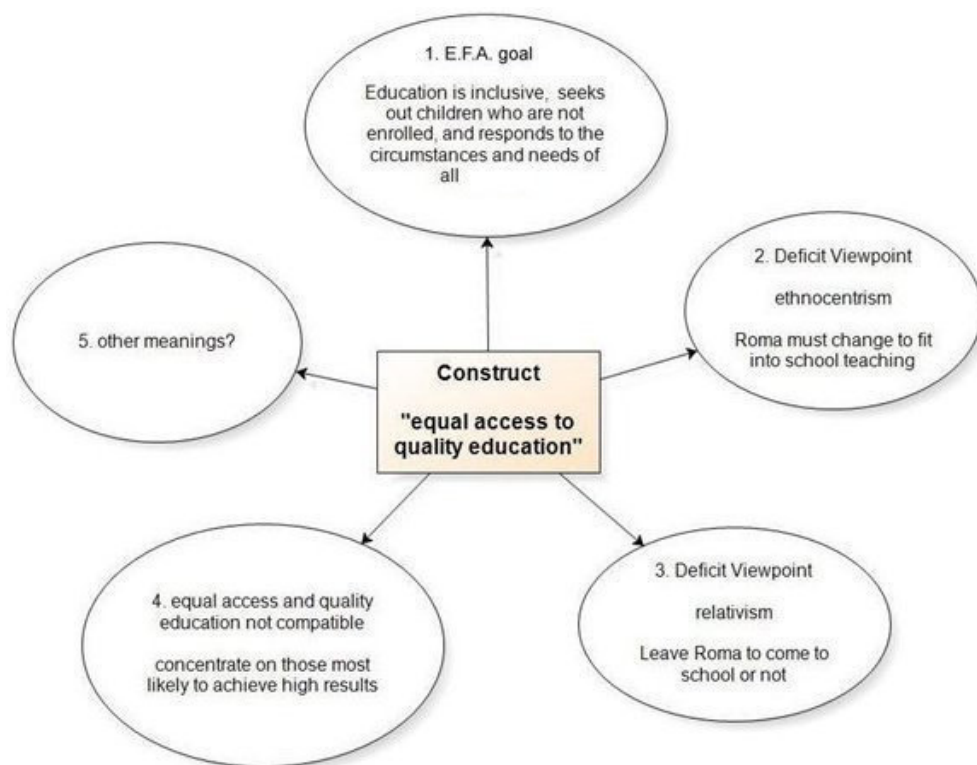 1. E.F.A. goal
Education is inclusive, seeks
out children who are not
enrolled, and responds to the
circumstances and needs of
all
2. Deficit Viewpoint
ethnocentrism
Roma must change to fit
into school teaching
5. other meanings?
Construct
"equal access to
quality education"
4. equal access and quality
education not compatible
concentrate on those most
likely to achieve high results
3. Deficit Viewpoint
relativism
Leave Roma to come to
school or not